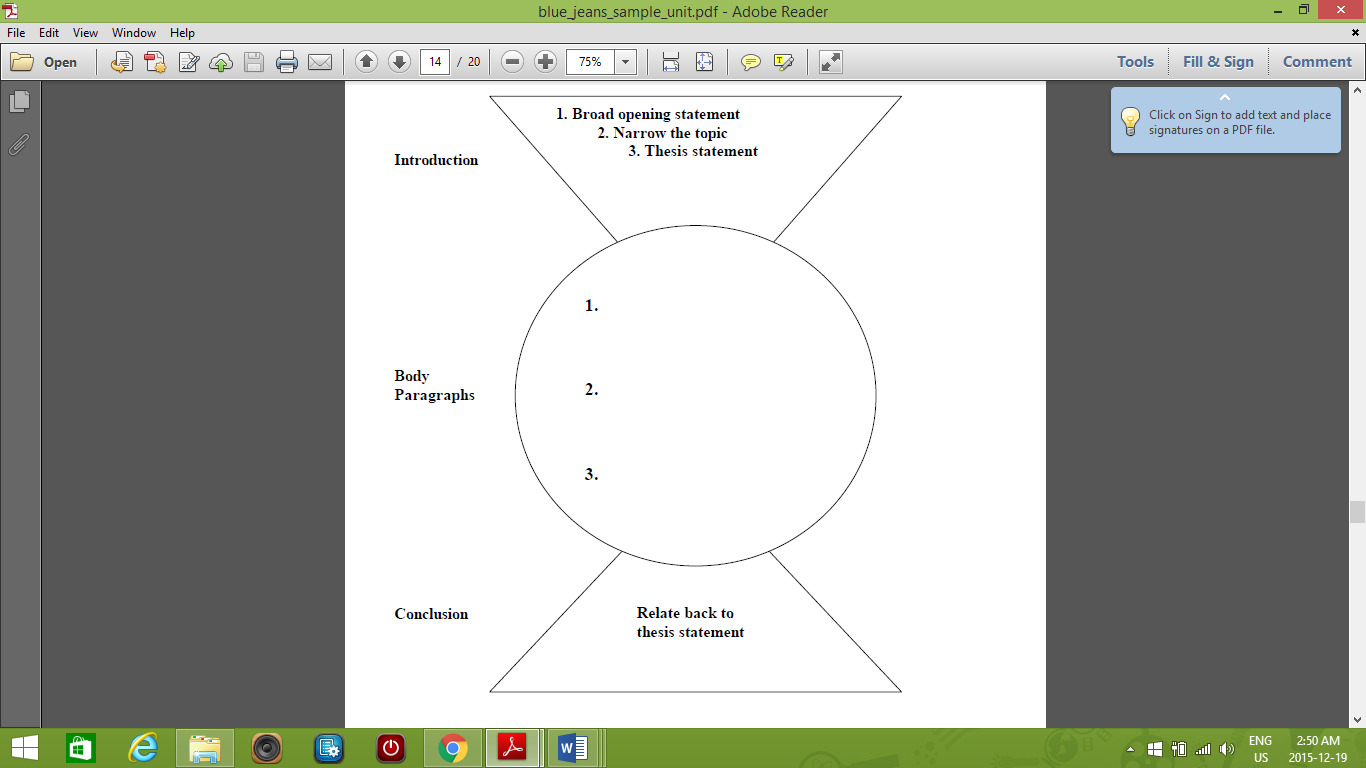 blue_jeans_sample_unit.pdf - Adobe Reader
File Edit View Window Help
Open 14 / 20 75% Tools Fill & Sign Comment
Click on Sign to add text and place
signatures on a PDF file.
1. Broad opening statement
2. Narrow the topic
3. Thesis statement
Introduction
1.
Body
Paragraphs
2.
3.
Conclusion
Relate back to
thesis statement
ENG
US
2:50 AM
2015-12-19